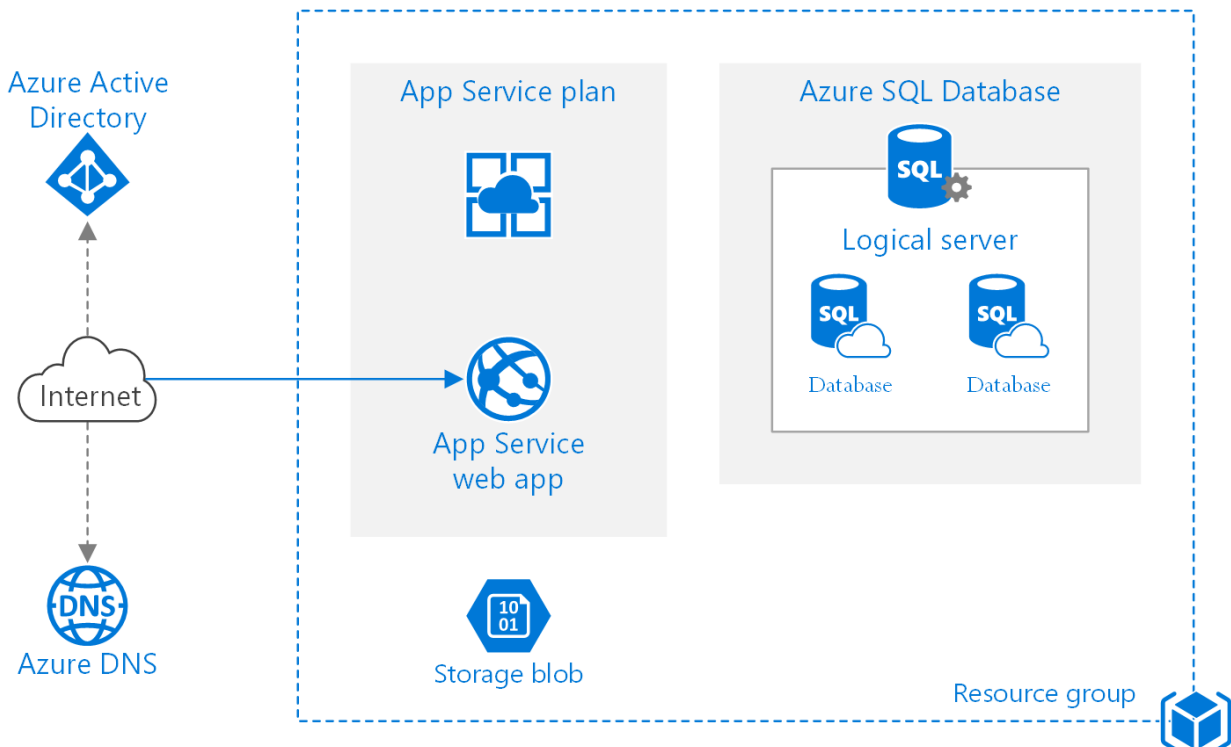 Azure Active
Directory
Internet
DNS
Azure DNS
App Service plan
App Service
web app
10
01
Storage blob
Azure SQL Database
SQL
Logical server
SQL
SQL
Database
Database
Resource group